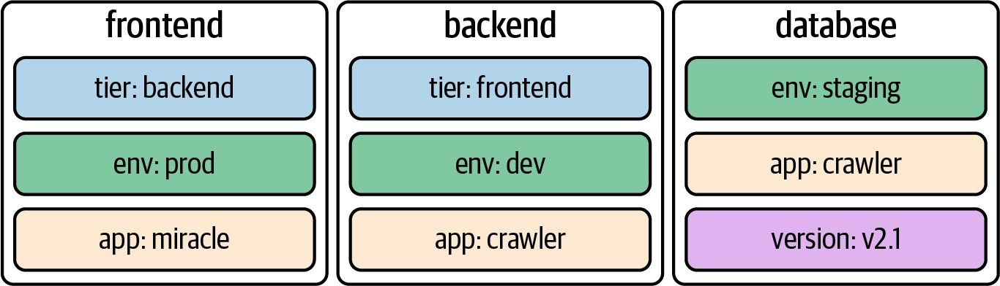 frontend
tier: backend
env: prod
app: miracle
backend
tier: frontend
env: dev
app: crawler
database
env: staging
app: crawler
version: v2.1